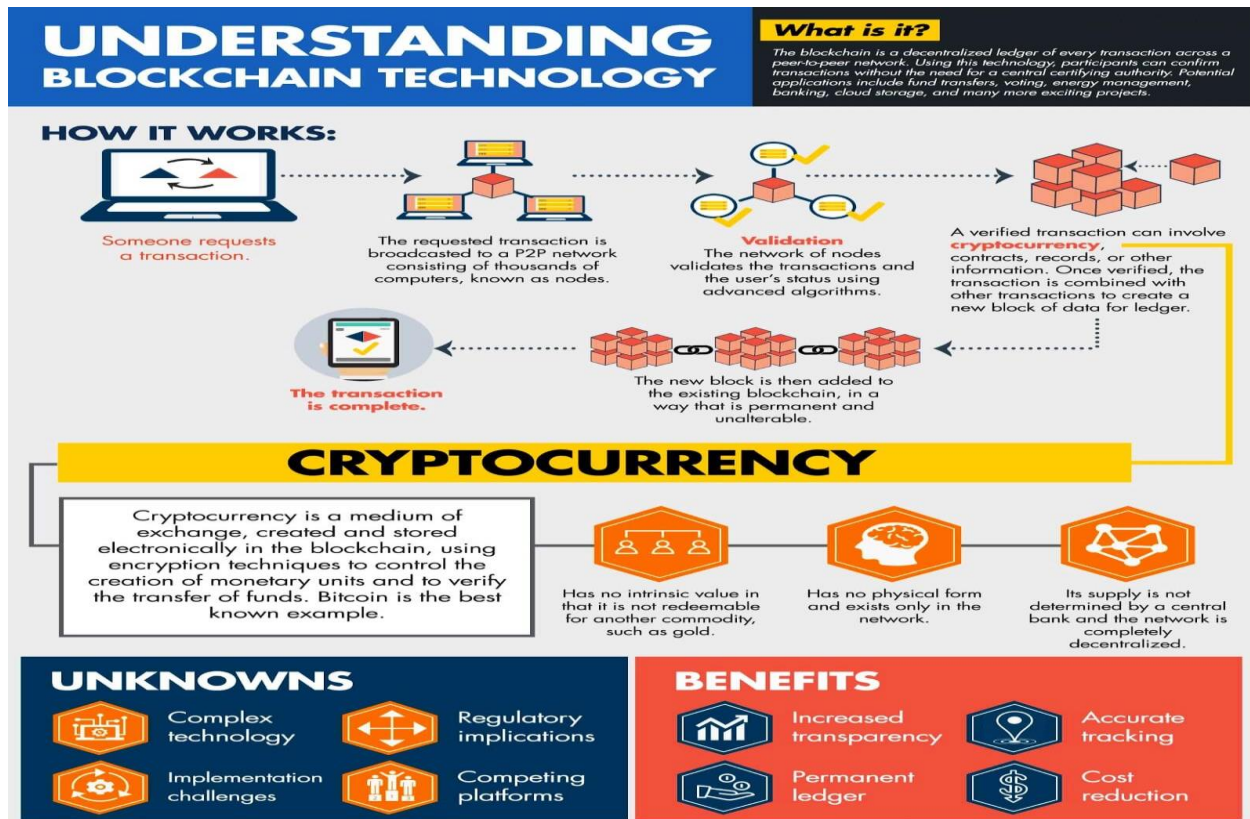 UNDERSTANDING
BLOCKCHAIN TECHNOLOGY
What is it?
The blockchain is a decentralized ledger of every transaction across a
peer-to-peer network. Using this technology, participants can confirm
transactions without the need for a central certifying authority. Potential
applications include fund transfers, voting, energy management,
banking, cloud storage, and many more exciting projects.
HOW IT WORKS:
Someone requests
a transaction.
The requested transaction is
broadcasted to a P2P network
consisting of thousands of
computers, known as nodes.
Validation
The network of nodes
validates the transactions and
the user's status using
advanced algorithms.
A verified transaction can involve
cryptocurrency,
contracts, records, or other
information. Once verified, the
transaction is combined with
other transactions to create a
new block of data for ledger.
The new block is then added to
the existing blockchain, in a
way that is permanent and
unalterable.
The transaction
is complete.
CRYPTOCURRENCY
Cryptocurrency is a medium of
exchange, created and stored
electronically in the blockchain, using
encryption techniques to control the
creation of monetary units and to verify
the transfer of funds. Bitcoin is the best
known example.
Has no intrinsic value in
that it is not redeemable
for another commodity,
such as gold.
Has no physical form
and exists only in the
network.
Its supply is not
determined by a central
bank and the network is
completely
decentralized.
UNKNOWNS
Complex
technology
Regulatory
implications
Implementation
challenges
Competing
platforms
BENEFITS
Increased
transparency
Accurate
tracking
Permanent
ledger
Cost
reduction